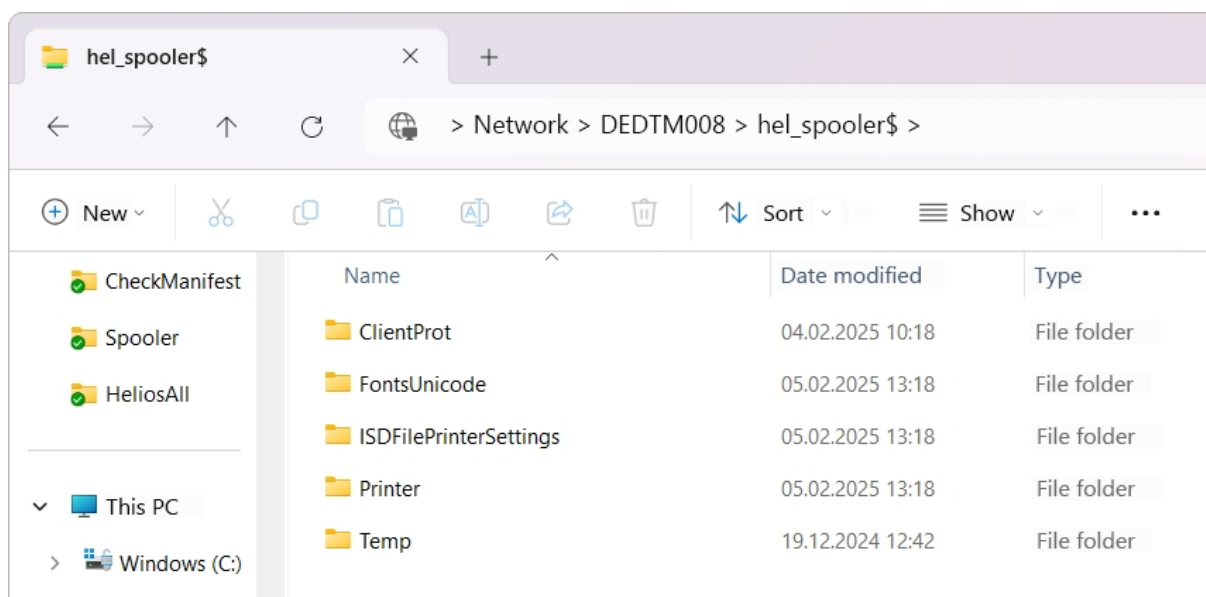 hel_spooler$
> Network > DEDTM008 > hel_spooler$ >
New Sort Show ...
CheckManifest
Spooler
HeliosAll
This PC
Windows (C:)
Name Date modified Type
ClientProt 04.02.2025 10:18 File folder
FontsUnicode 05.02.2025 13:18 File folder
ISDFilePrinterSettings 05.02.2025 13:18 File folder
Printer 05.02.2025 13:18 File folder
Temp 19.12.2024 12:42 File folder